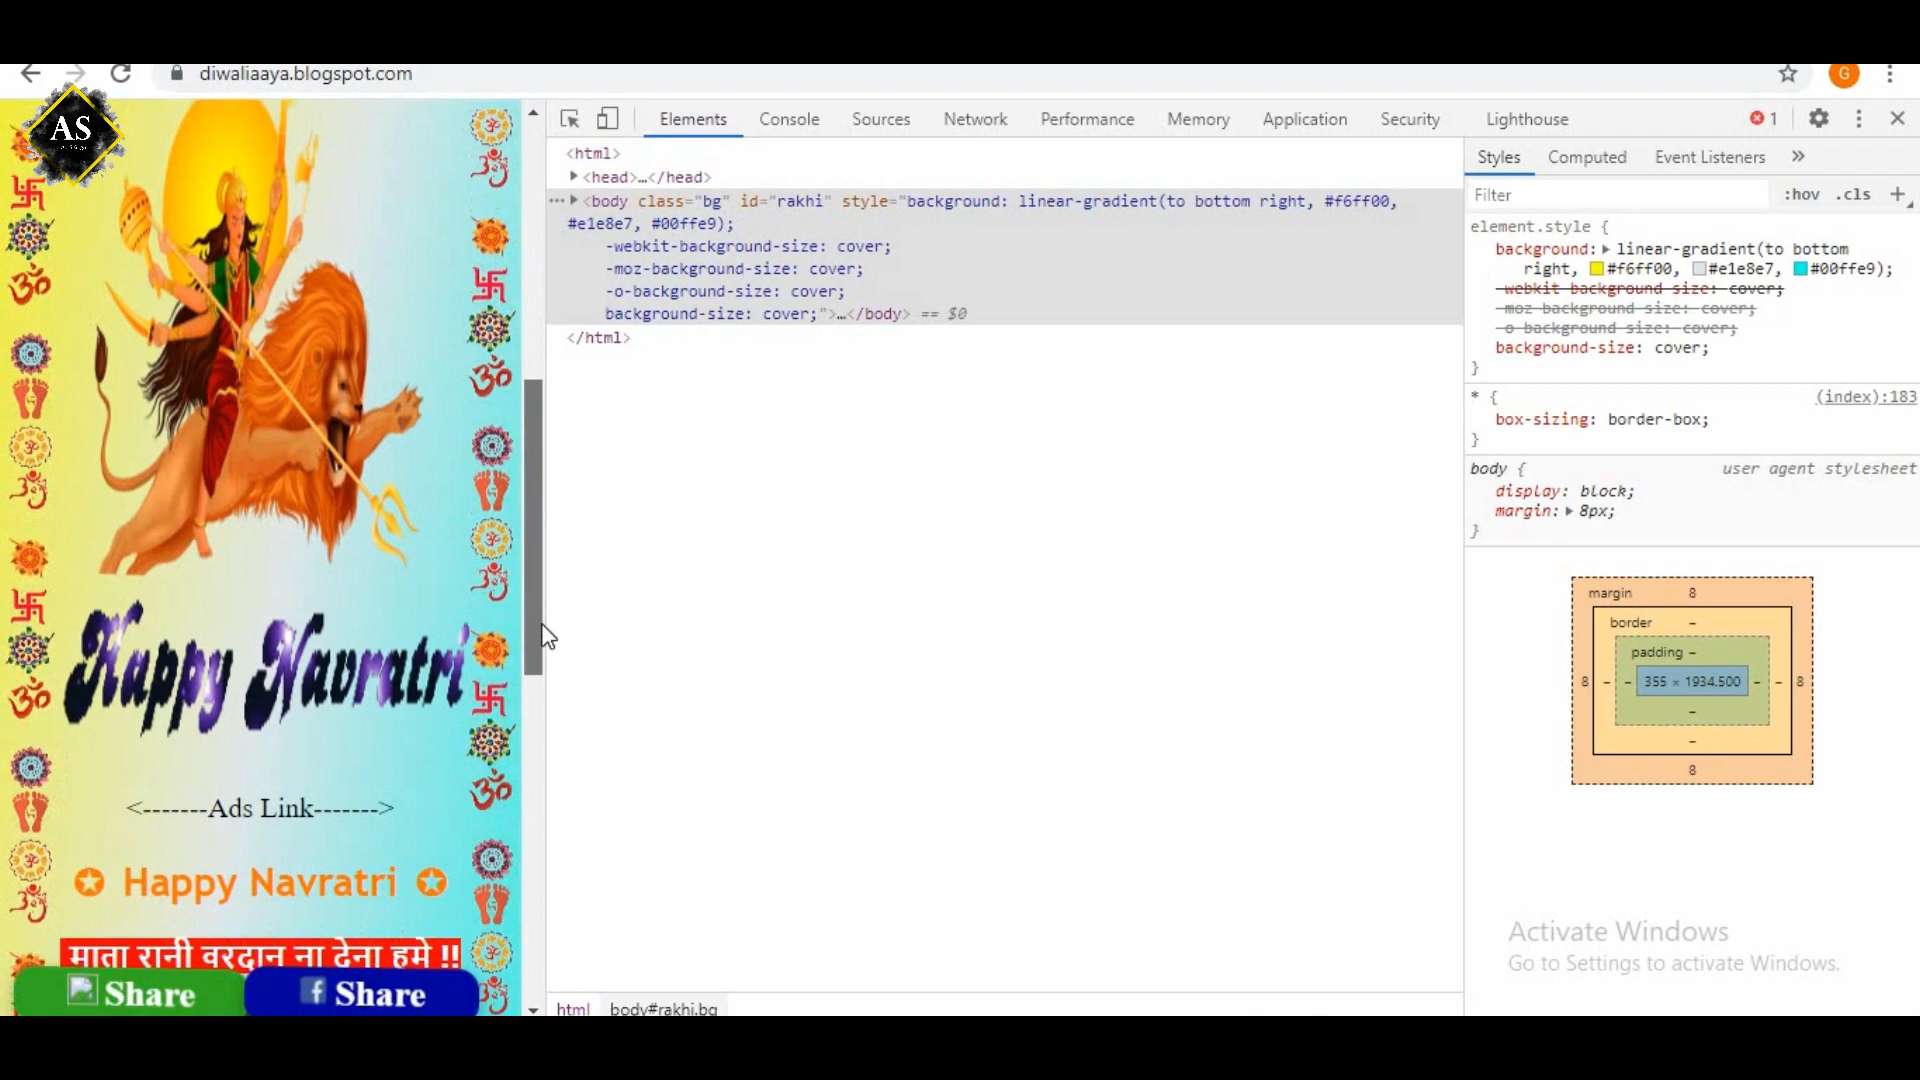 diwaliaaya.blogspot.com
G
AS
Elements Console Sources Network Performance Memory Application Security Lighthouse 1
<html>
<head>…</head>
<body class="bg" id="rakhi" style="background: linear-gradient(to bottom right, #f6ff00,
#e1e8e7, #00ffe9);
-webkit-background-size: cover;
-moz-background-size: cover;
-o-background-size: cover;
background-size: cover;">…</body> == $0
</html>
html body#rakhi.bg
Styles Computed Event Listeners »
Filter :hov .cls +
element.style {
background: linear-gradient(to bottom
right, #f6ff00, #e1e8e7, #00ffe9);
-webkit-background-size: cover;
-moz-background-size: cover;
-o-background-size: cover;
background-size: cover;
}
* { (index):183
box-sizing: border-box;
}
body { user agent stylesheet
display: block;
margin: 8px;
}
margin 8
border –
padding –
8 – – 355 × 1934.500 – – 8
–
–
8
Activate Windows
Go to Settings to activate Windows.
Happy Navratri
<-------Ads Link------->
✪ Happy Navratri ✪
माता रानी वरदान ना देना हमे !!
Share Share